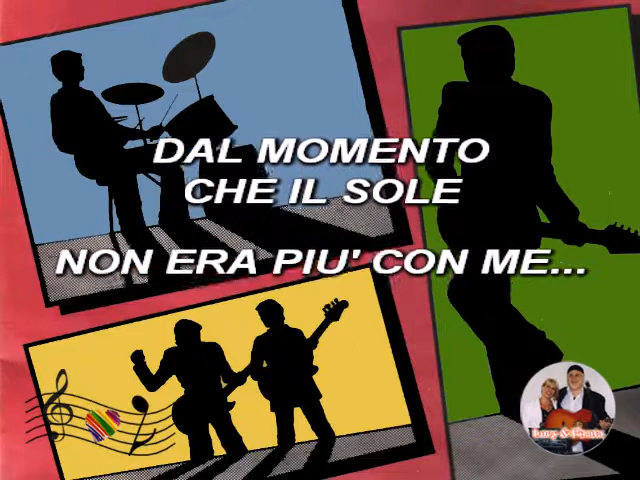 DAL MOMENTO
CHE IL SOLE
NON ERA PIU' CON ME...